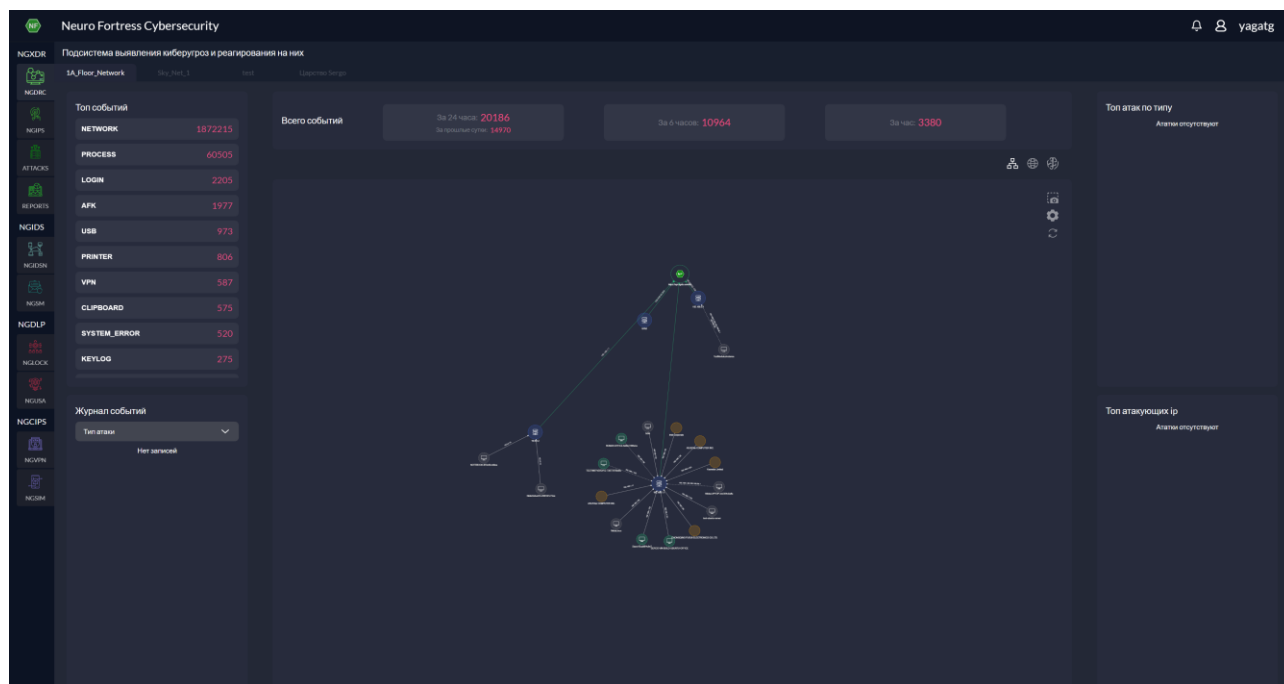 NF
Neuro Fortress Cybersecurity
yagatg
NGXDR
Подсистема выявления киберугроз и реагирования на них
1A_Floor_Network
Sky_Net_1
test
Царство Sergo
NGDRC
NGIPS
ATTACKS
REPORTS
NGIDS
NGIDSN
NGSM
NGDLP
NGLOCK
NGUSA
NGCIPS
NGVPN
NGSIM
Топ событий
NETWORK 1872215
PROCESS 60505
LOGIN 2205
AFK 1977
USB 973
PRINTER 806
VPN 587
CLIPBOARD 575
SYSTEM_ERROR 520
KEYLOG 275
Журнал событий
Тип атаки
Нет записей
Всего событий
За 24 часа: 20186
За прошлые сутки: 14970
За 6 часов: 10964
За час: 3380
Топ атак по типу
Атаки отсутствуют
Топ атакующих ip
Атаки отсутствуют